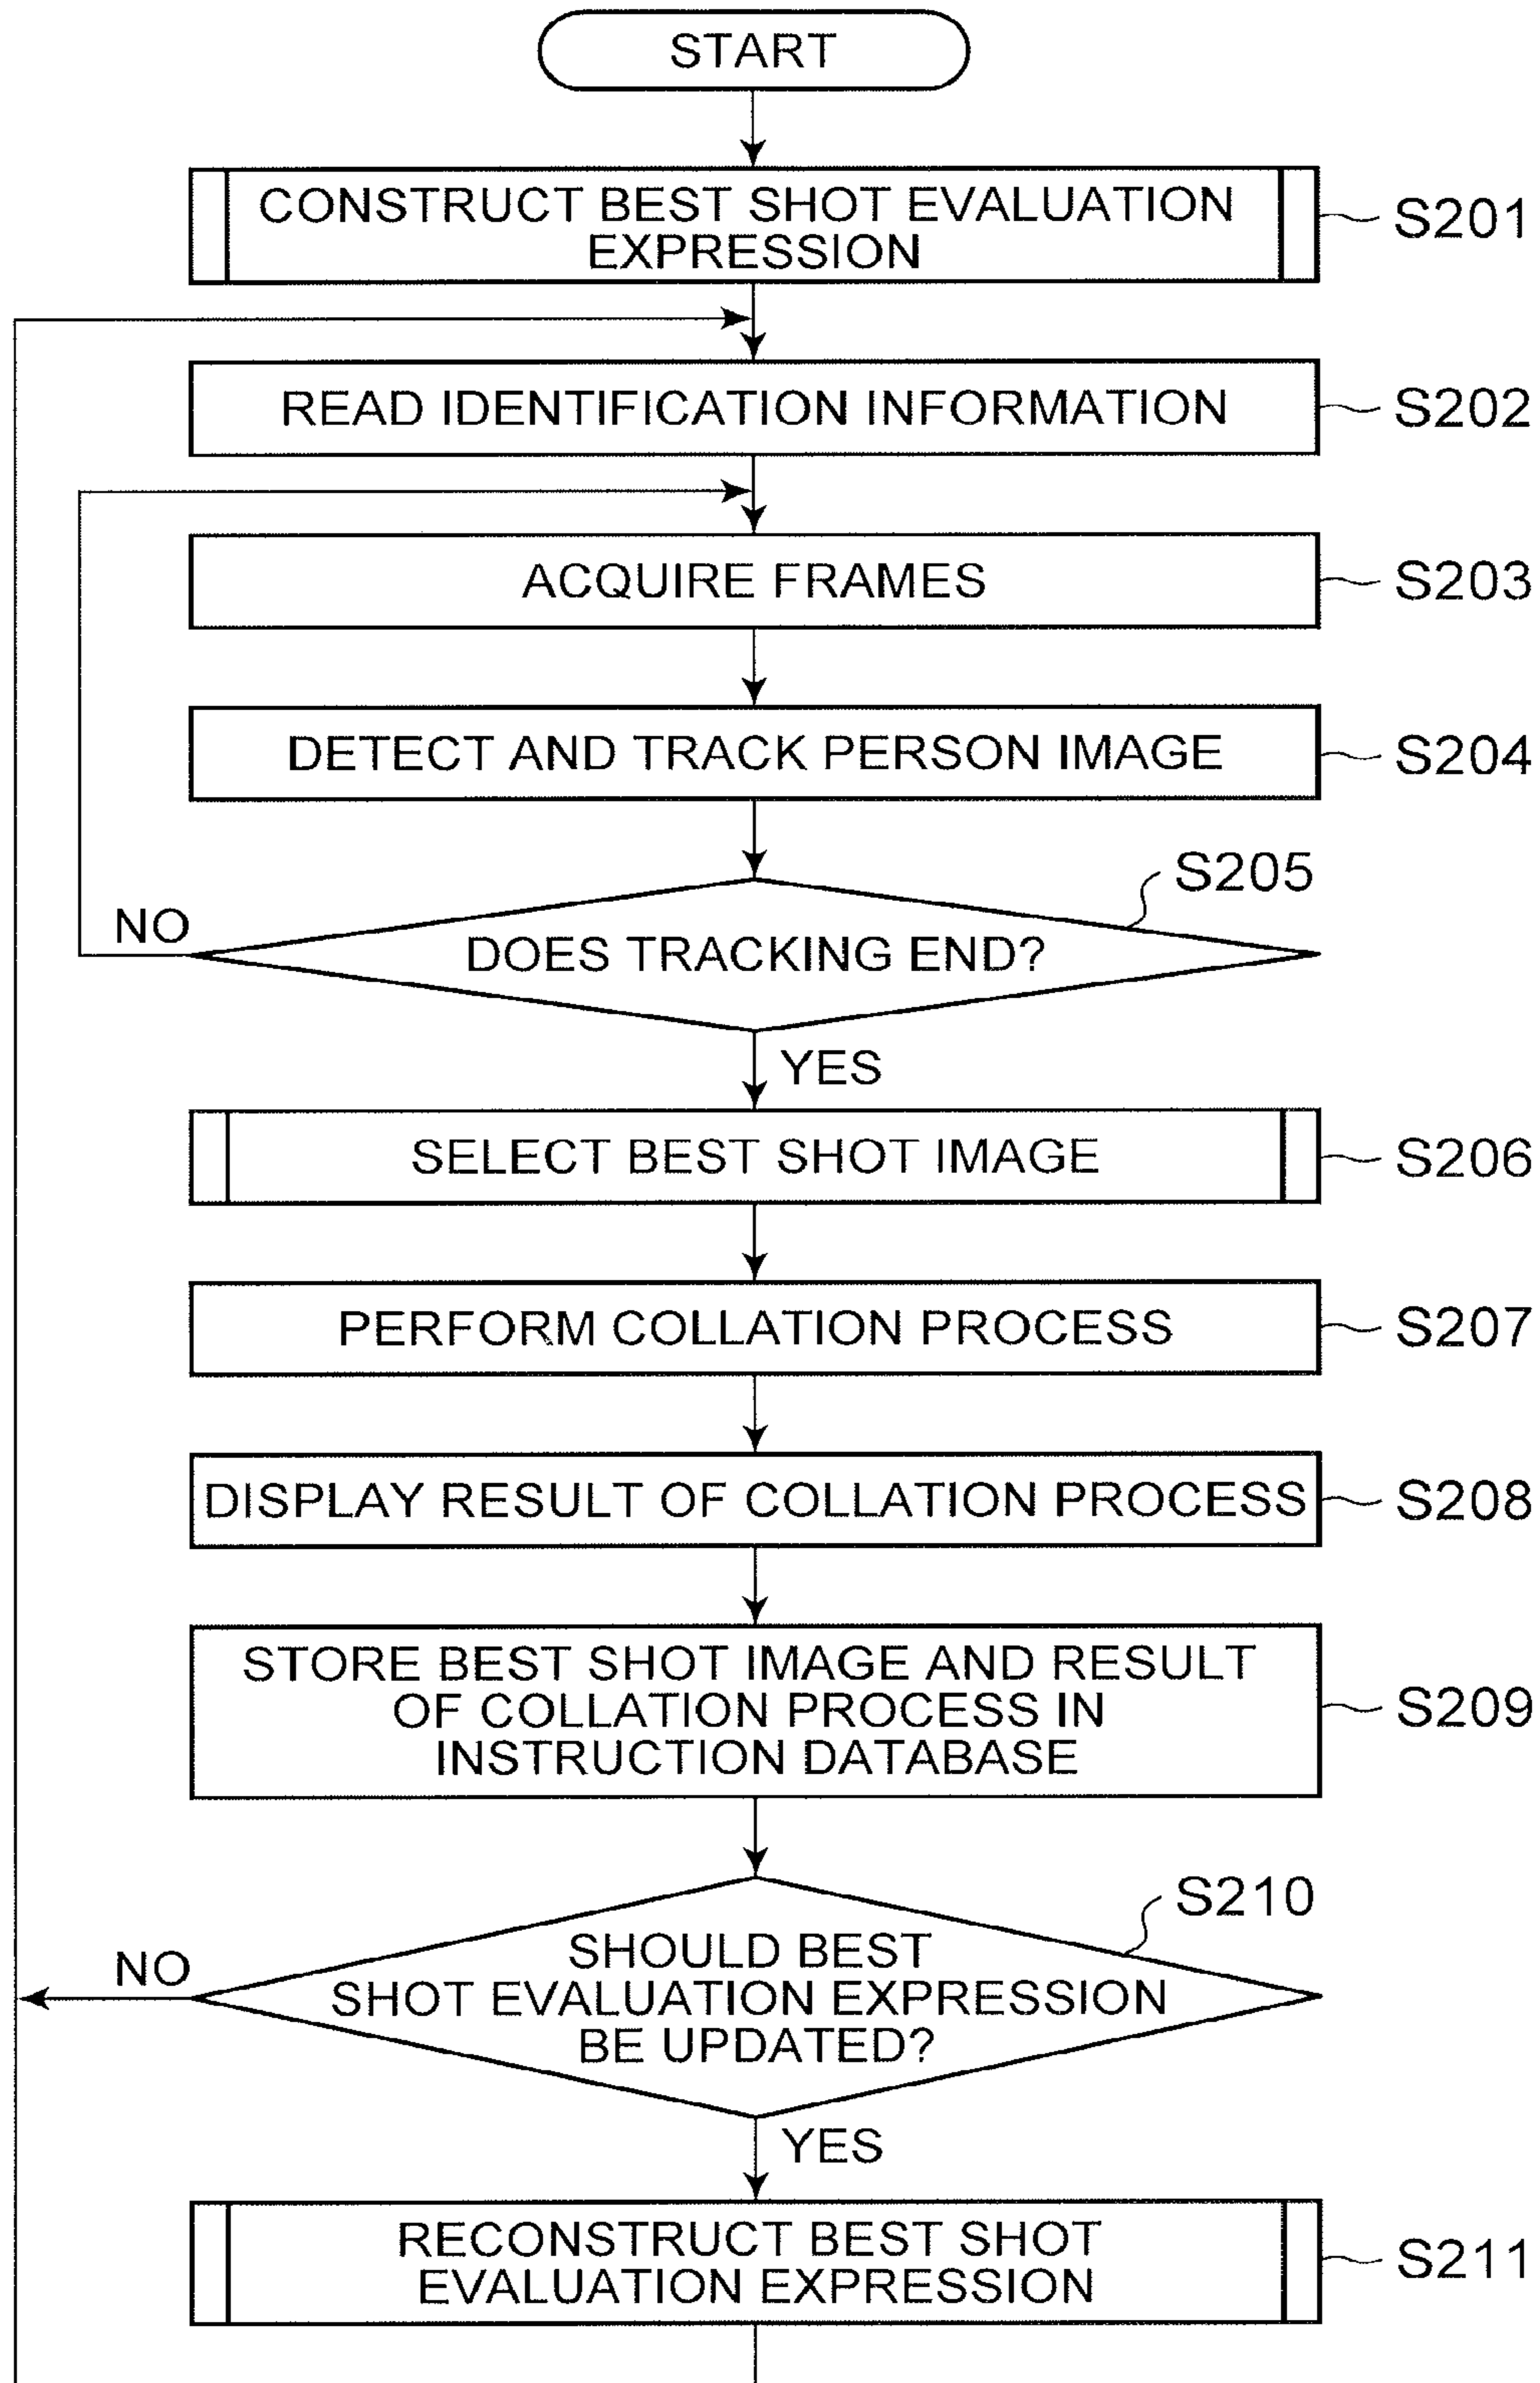 START
CONSTRUCT BEST SHOT EVALUATION
EXPRESSION
S201
READ IDENTIFICATION INFORMATION
S202
ACQUIRE FRAMES
S203
DETECT AND TRACK PERSON IMAGE
S204
S205
NO
DOES TRACKING END?
YES
SELECT BEST SHOT IMAGE
S206
PERFORM COLLATION PROCESS
S207
DISPLAY RESULT OF COLLATION PROCESS
S208
STORE BEST SHOT IMAGE AND RESULT
OF COLLATION PROCESS IN
INSTRUCTION DATABASE
S209
S210
NO
SHOULD BEST
SHOT EVALUATION EXPRESSION
BE UPDATED?
YES
RECONSTRUCT BEST SHOT
EVALUATION EXPRESSION
S211